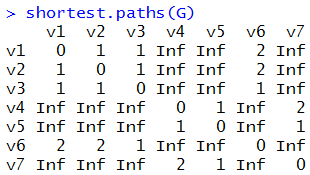 > shortest.paths(G)
v1 v2 v3 v4 v5 v6 v7
v1 0 1 1 Inf Inf 2 Inf
v2 1 0 1 Inf Inf 2 Inf
v3 1 1 0 Inf Inf 1 Inf
v4 Inf Inf Inf 0 1 Inf 2
v5 Inf Inf Inf 1 0 Inf 1
v6 2 2 1 Inf Inf 0 Inf
v7 Inf Inf Inf 2 1 Inf 0